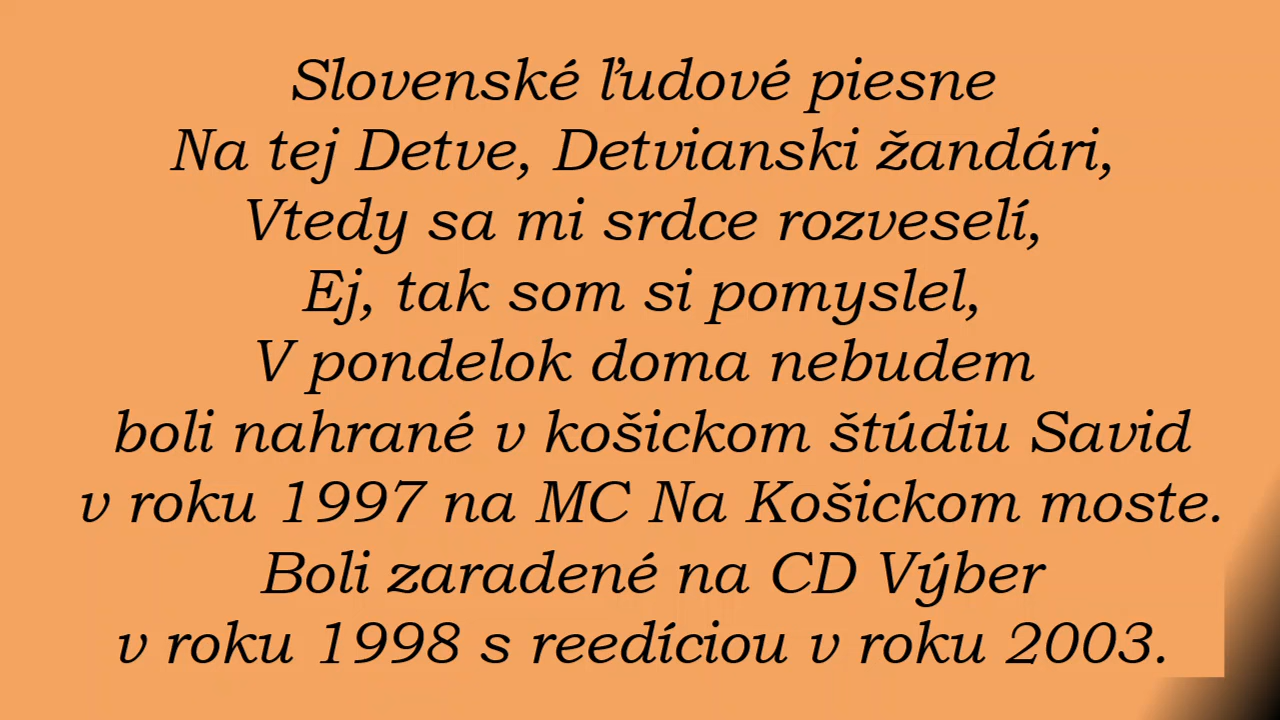 Slovenské ľudové piesne
Na tej Detve, Detvianski žandári,
Vtedy sa mi srdce rozveselí,
Ej, tak som si pomyslel,
V pondelok doma nebudem
boli nahrané v košickom štúdiu Savid
v roku 1997 na MC Na Košickom moste.
Boli zaradené na CD Výber
v roku 1998 s reedíciou v roku 2003.